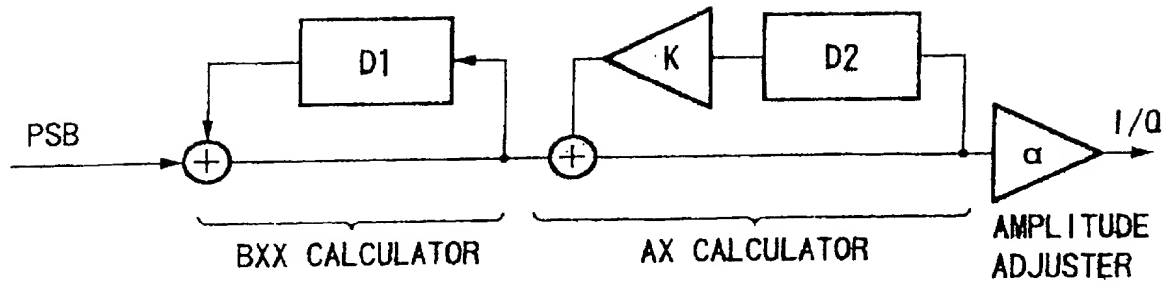 D1
K
D2
PSB
I/Q
α
BXX CALCULATOR
AX CALCULATOR
AMPLITUDE
ADJUSTER